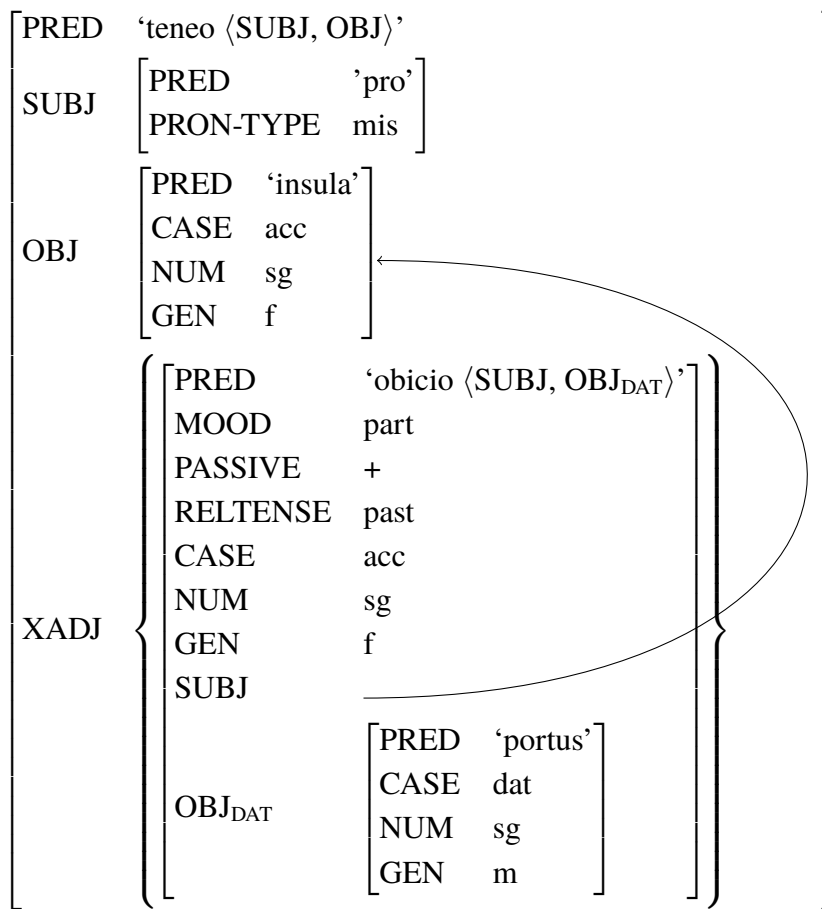 PRED ‘teneo ⟨SUBJ, OBJ⟩’
SUBJ
PRED ’pro’
PRON-TYPE mis
OBJ
PRED ‘insula’
CASE acc
NUM sg
GEN f
XADJ
PRED ‘obicio ⟨SUBJ, OBJDAT⟩’
MOOD part
PASSIVE +
RELTENSE past
CASE acc
NUM sg
GEN f
SUBJ
OBJDAT
PRED ‘portus’
CASE dat
NUM sg
GEN m